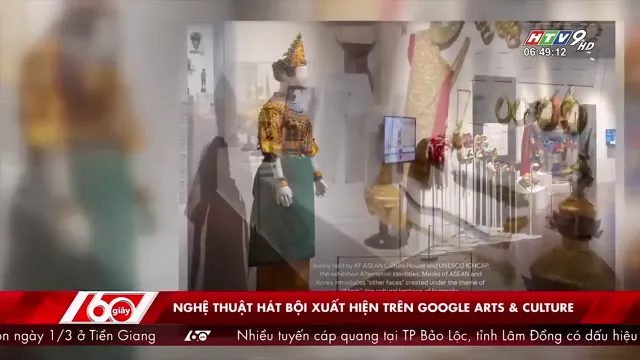 HTV9 HD
06:49:12
Jointly held by KF ASEAN Culture House and UNESCO ICHCAP,
the exhibition Alternative Identities: Masks of ASEAN and
Korea introduces "other faces" created under the theme of
60 giây
NGHỆ THUẬT HÁT BỘI XUẤT HIỆN TRÊN GOOGLE ARTS & CULTURE
ôn ngày 1/3 ở Tiền Giang
60 giây Nhiều tuyến cáp quang tại TP Bảo Lộc, tỉnh Lâm Đồng có dấu hiệu